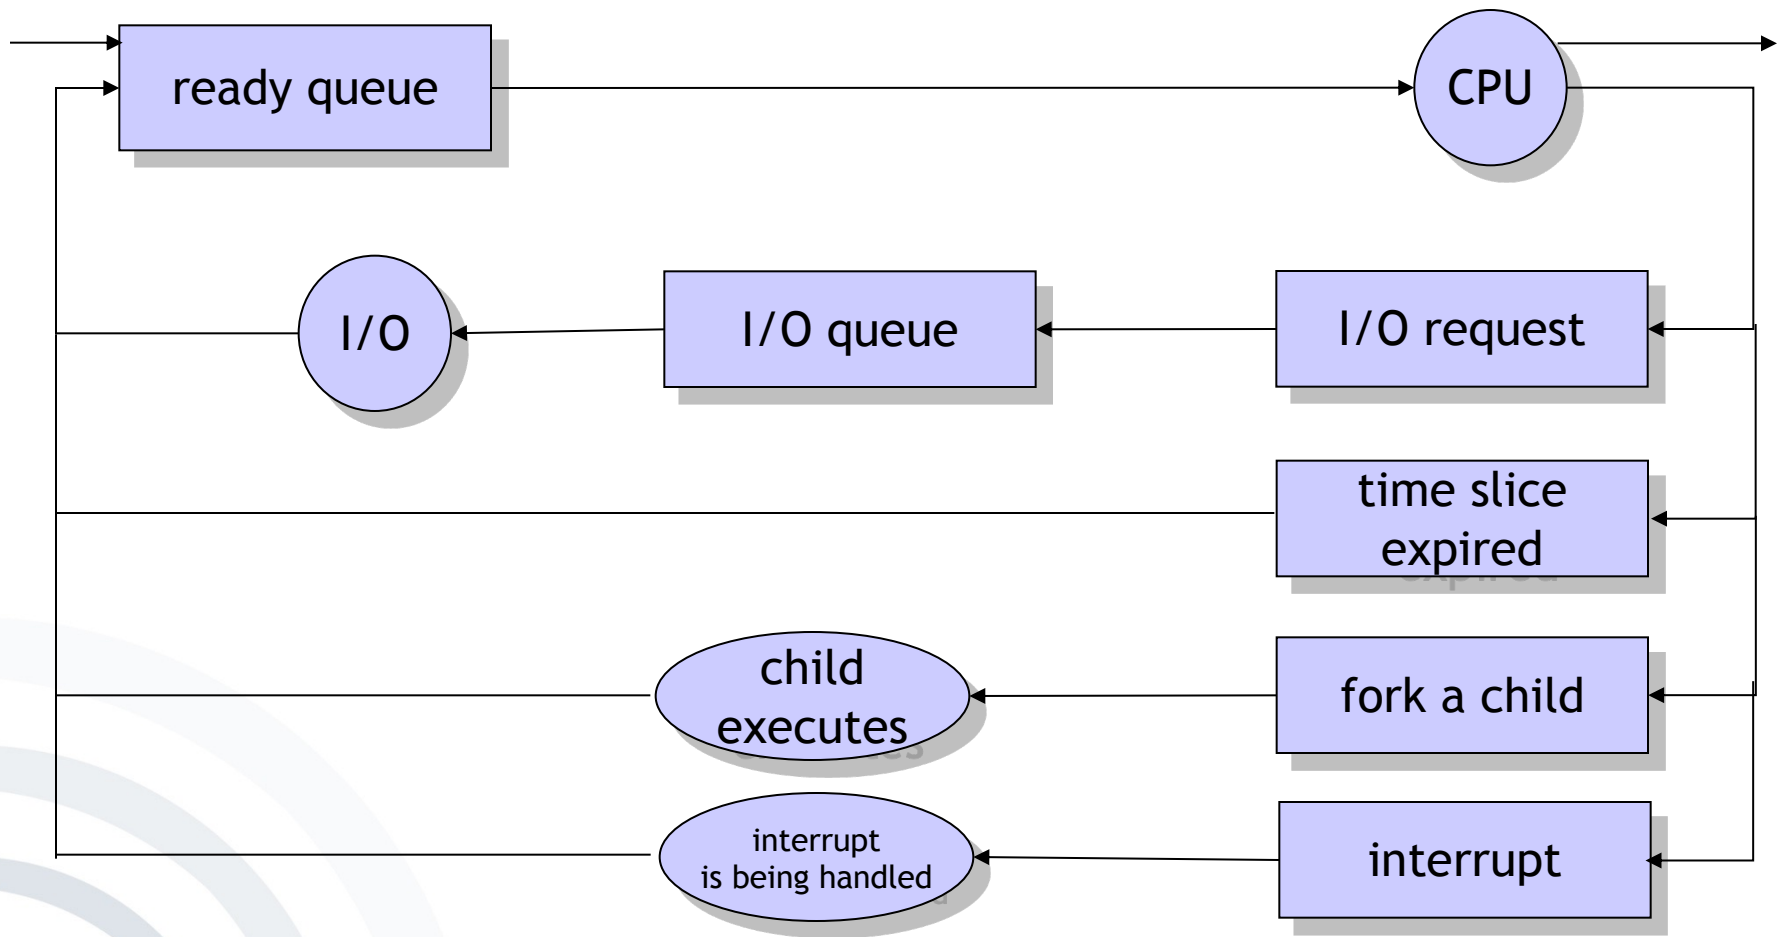 ready queue
CPU
I/O
I/O queue
I/O request
time slice
expired
child
executes
fork a child
interrupt
is being handled
interrupt